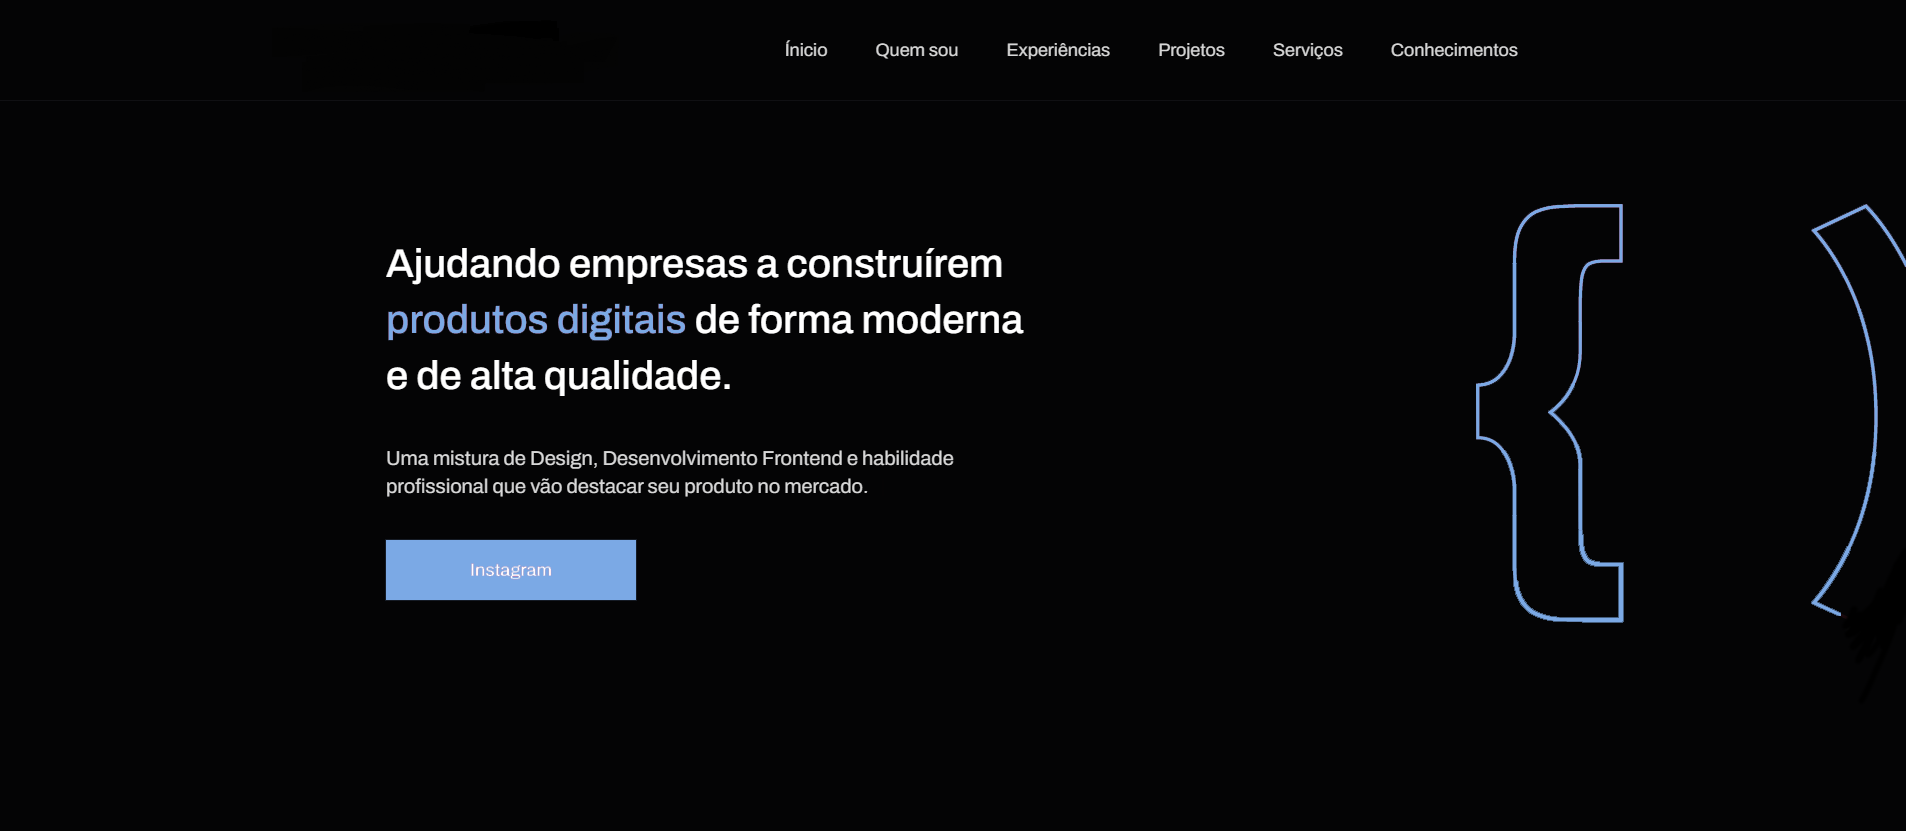 Ínicio Quem sou Experiências Projetos Serviços Conhecimentos
Ajudando empresas a construírem
produtos digitais de forma moderna
e de alta qualidade.
Uma mistura de Design, Desenvolvimento Frontend e habilidade
profissional que vão destacar seu produto no mercado.
Instagram
{ )